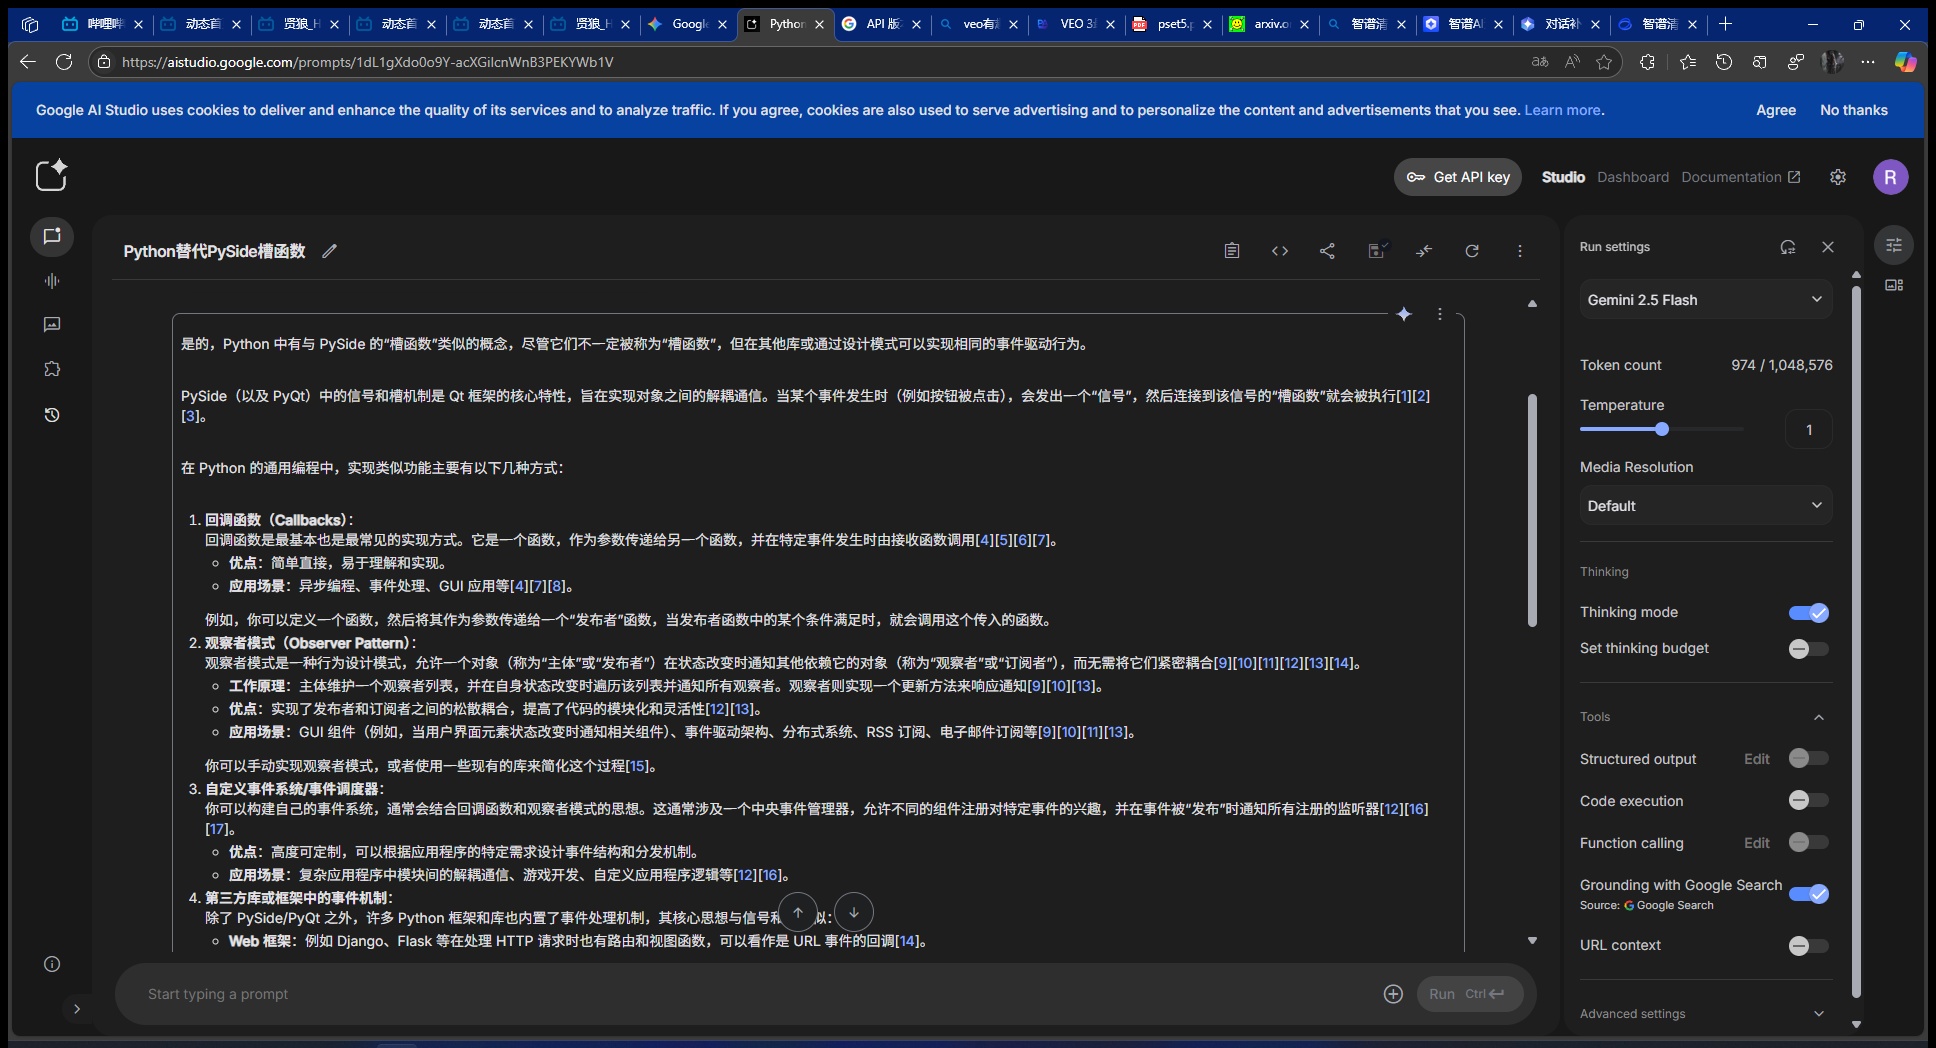 哔哩哔
动态首
贤狼_H
动态首
动态首
贤狼_H
Google
Python
API 版
veo有
VEO 3
pset5.p
arxiv.o
智谱清
智谱AI
对话补
智谱清
https://aistudio.google.com/prompts/1dL1gXdo0o9Y-acXGilcnWnB3PEKYWb1V
Google AI Studio uses cookies to deliver and enhance the quality of its services and to analyze traffic. If you agree, cookies are also used to serve advertising and to personalize the content and advertisements that you see. Learn more.
Agree
No thanks
Get API key
Studio
Dashboard
Documentation
R
Python替代PySide槽函数
是的，Python 中有与 PySide 的“槽函数”类似的概念，尽管它们不一定被称为“槽函数”，但在其他库或通过设计模式可以实现相同的事件驱动行为。
PySide（以及 PyQt）中的信号和槽机制是 Qt 框架的核心特性，旨在实现对象之间的解耦通信。当某个事件发生时（例如按钮被点击），会发出一个“信号”，然后连接到该信号的“槽函数”就会被执行[1][2]
[3]。
在 Python 的通用编程中，实现类似功能主要有以下几种方式：
1. 回调函数（Callbacks）：
回调函数是最基本也是最常见的实现方式。它是一个函数，作为参数传递给另一个函数，并在特定事件发生时由接收函数调用[4][5][6][7]。
优点：简单直接，易于理解和实现。
应用场景：异步编程、事件处理、GUI 应用等[4][7][8]。
例如，你可以定义一个函数，然后将其作为参数传递给一个“发布者”函数，当发布者函数中的某个条件满足时，就会调用这个传入的函数。
2. 观察者模式（Observer Pattern）：
观察者模式是一种行为设计模式，允许一个对象（称为“主体”或“发布者”）在状态改变时通知其他依赖它的对象（称为“观察者”或“订阅者”），而无需将它们紧密耦合[9][10][11][12][13][14]。
工作原理：主体维护一个观察者列表，并在自身状态改变时遍历该列表并通知所有观察者。观察者则实现一个更新方法来响应通知[9][10][13]。
优点：实现了发布者和订阅者之间的松散耦合，提高了代码的模块化和灵活性[12][13]。
应用场景：GUI 组件（例如，当用户界面元素状态改变时通知相关组件）、事件驱动架构、分布式系统、RSS 订阅、电子邮件订阅等[9][10][11][13]。
你可以手动实现观察者模式，或者使用一些现有的库来简化这个过程[15]。
3. 自定义事件系统/事件调度器：
你可以构建自己的事件系统，通常会结合回调函数和观察者模式的思想。这通常涉及一个中央事件管理器，允许不同的组件注册对特定事件的兴趣，并在事件被“发布”时通知所有注册的监听器[12][16]
[17]。
优点：高度可定制，可以根据应用程序的特定需求设计事件结构和分发机制。
应用场景：复杂应用程序中模块间的解耦通信、游戏开发、自定义应用程序逻辑等[12][16]。
4. 第三方库或框架中的事件机制：
除了 PySide/PyQt 之外，许多 Python 框架和库也内置了事件处理机制，其核心思想与信号和 似：
Web 框架：例如 Django、Flask 等在处理 HTTP 请求时也有路由和视图函数，可以看作是 URL 事件的回调[14]。
Start typing a prompt
Run Ctrl
Run settings
Gemini 2.5 Flash
Token count 974 / 1,048,576
Temperature
1
Media Resolution
Default
Thinking
Thinking mode
Set thinking budget
Tools
Structured output Edit
Code execution
Function calling Edit
Grounding with Google Search
Source: Google Search
URL context
Advanced settings